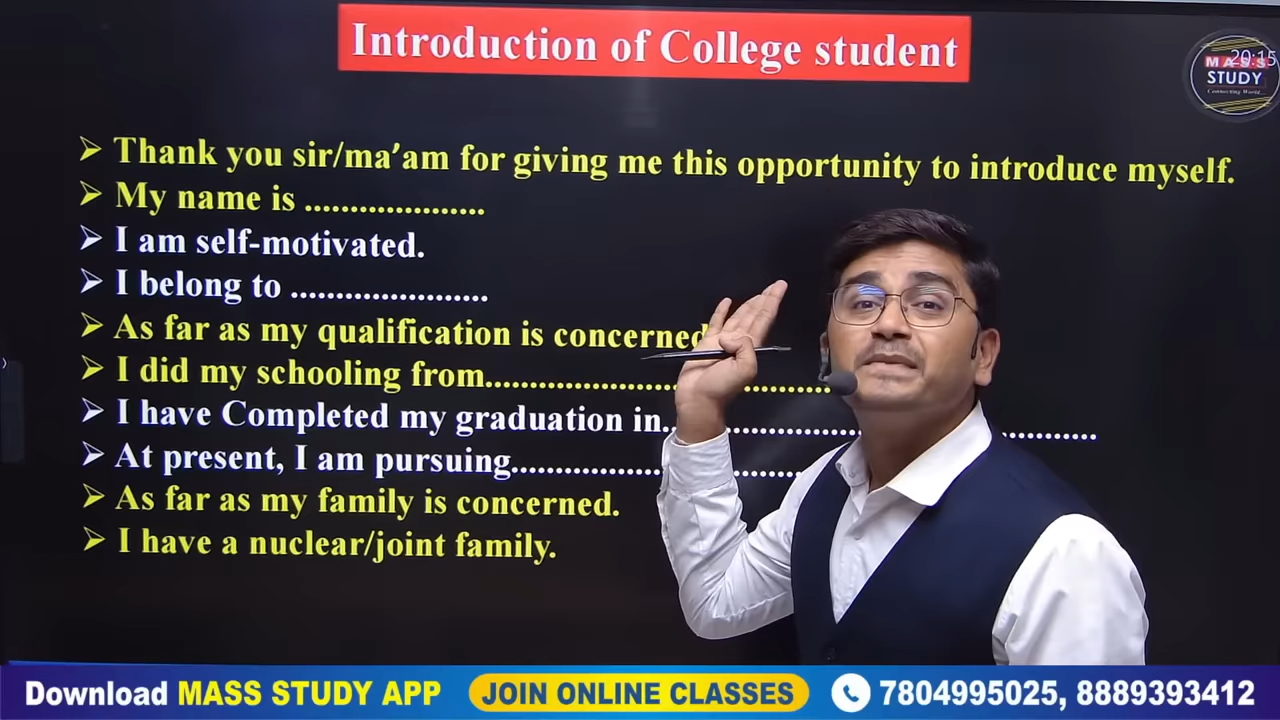 Introduction of College student
20:15
MASS
STUDY
Connecting World...
➢ Thank you sir/ma’am for giving me this opportunity to introduce myself.
➢ My name is ....................
➢ I am self-motivated.
➢ I belong to ......................
➢ As far as my qualification is concerned
➢ I did my schooling from......................................
➢ I have Completed my graduation in................................................
➢ At present, I am pursuing................................
➢ As far as my family is concerned.
➢ I have a nuclear/joint family.
Download MASS STUDY APP JOIN ONLINE CLASSES 7804995025, 8889393412